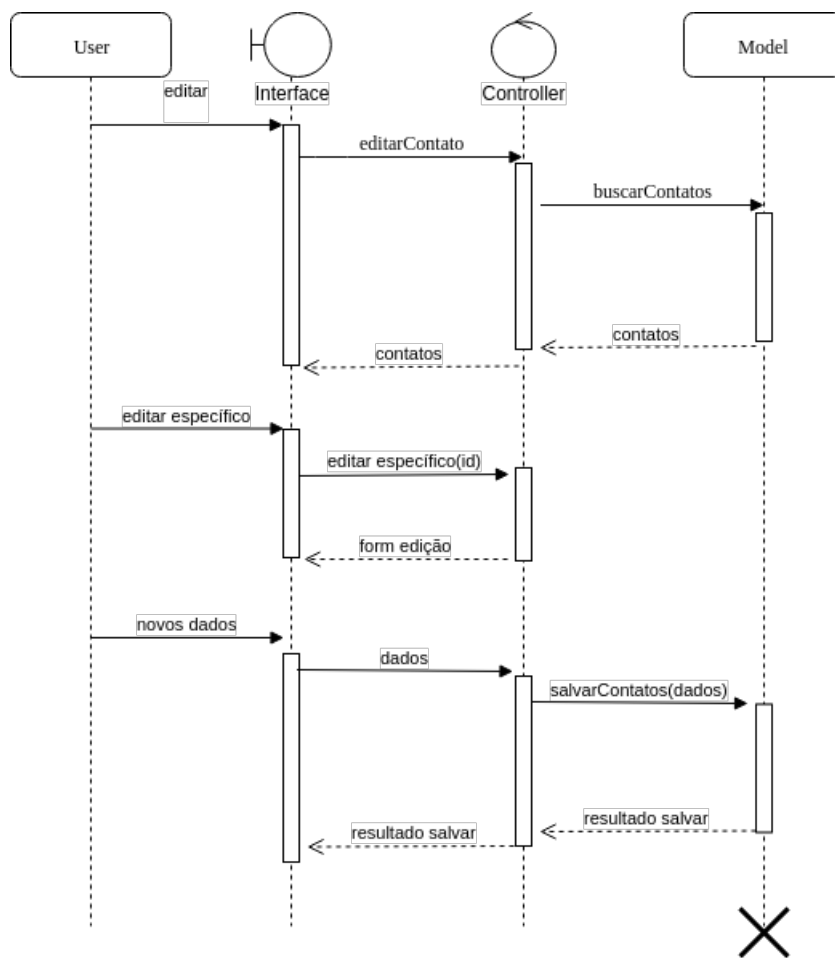 User
Model
Interface
Controller
editar
editarContato
buscarContatos
contatos
contatos
editar específico
editar específico(id)
form edição
novos dados
dados
salvarContatos(dados)
resultado salvar
resultado salvar